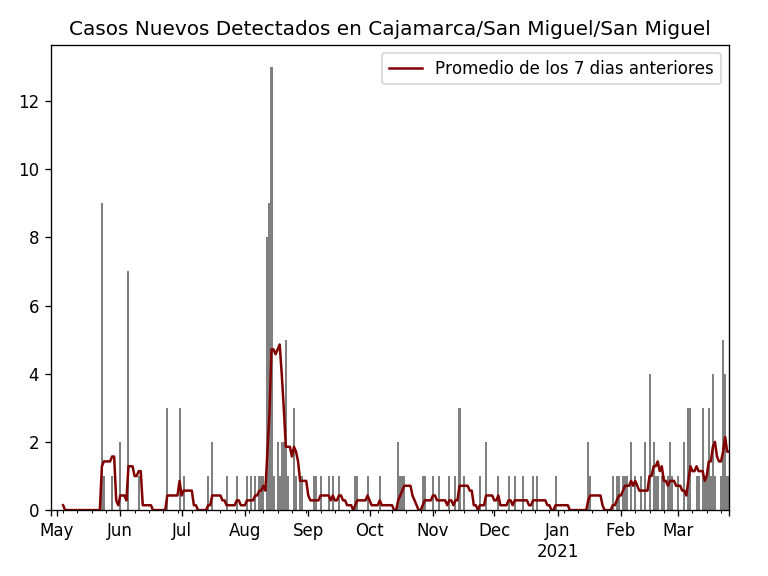 Casos Nuevos Detectados en Cajamarca/San Miguel/San Miguel
Promedio de los 7 dias anteriores
12
10
8
6
4
2
0
May Jun Jul Aug Sep Oct Nov Dec Jan Feb Mar
2021